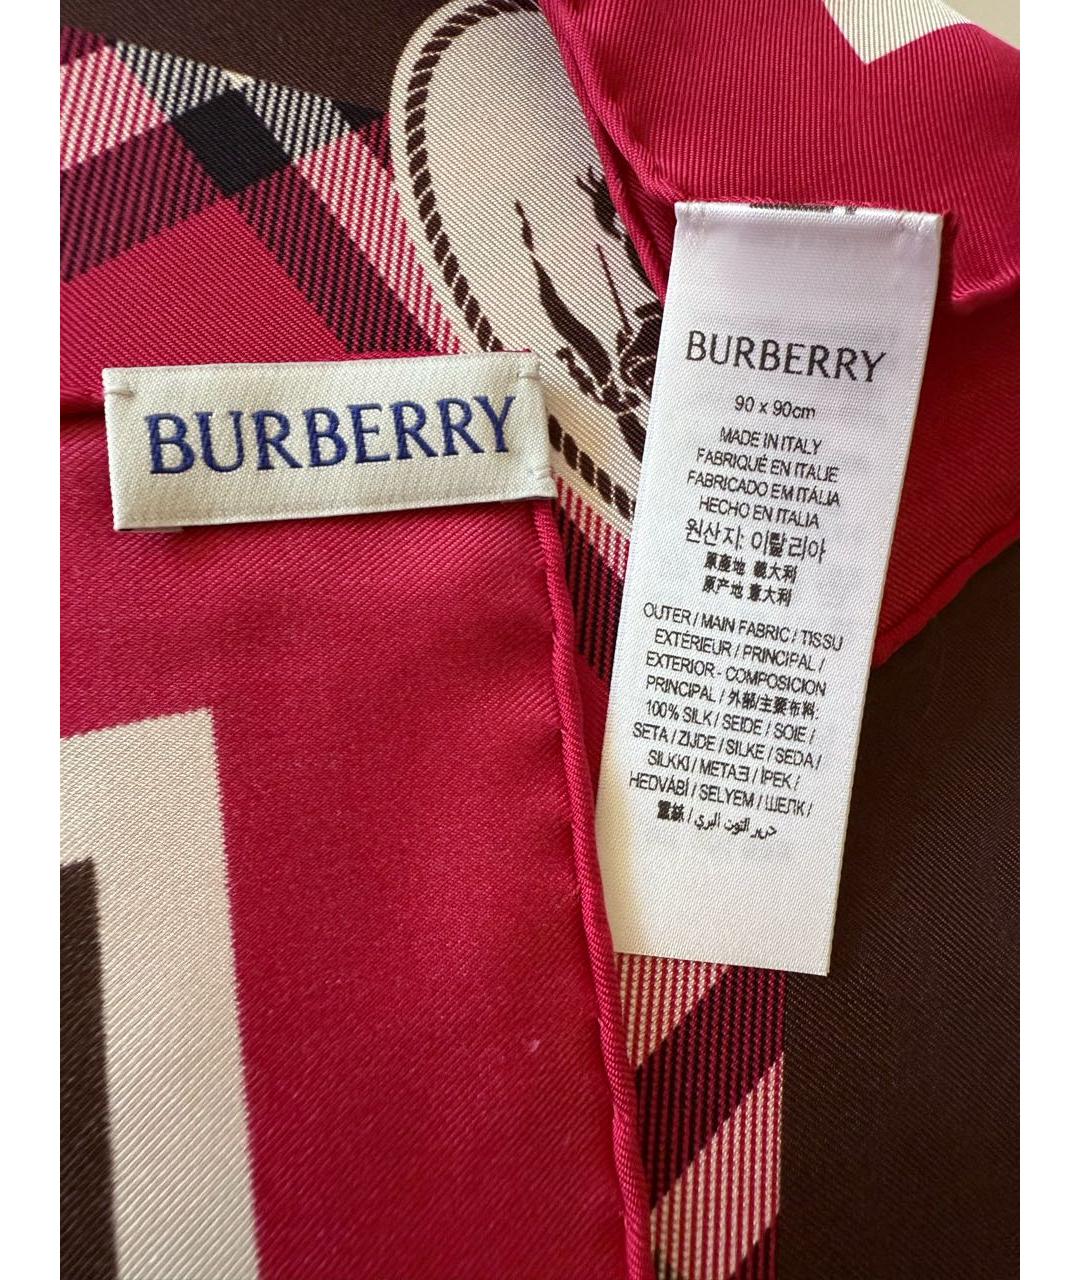 BURBERRY
BURBERRY
90 x 90cm
MADE IN ITALY
FABRIQUÉ EN ITALIE
FABRICADO EM ITÁLIA
HECHO EN ITALIA
원산지: 이탈리아
原產地 義大利
原产地 意大利
OUTER / MAIN FABRIC / TISSU
EXTÉRIEUR / PRINCIPAL /
EXTERIOR - COMPOSICION
PRINCIPAL / 外部/主要布料:
100% SILK / SEIDE / SOIE /
SETA / ZIJDE / SILKE / SEDA /
SILKKI / ΜΕΤΑΞΙ / İPEK /
HEDVÁBÍ / SELYEM / ШЕЛК /
蠶絲 / حرير التوت البري